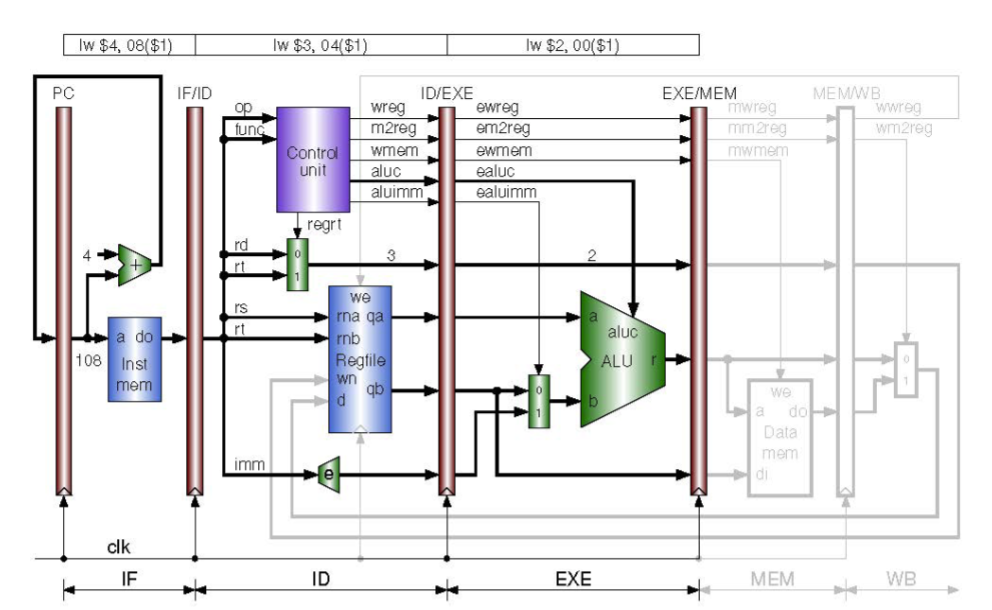 lw $4, 08($1) lw $3, 04($1) lw $2, 00($1)
PC IF/ID ID/EXE EXE/MEM MEM/WB
op wreg ewreg mwreg wwreg
func m2reg em2reg mm2reg wm2reg
Control unit
wmem ewmem mwmem
aluc ealuc
aluimm ealuimm
regrt
4 + rd 0 3 2
rt 1
we
rs rna qa a
rt rnb
aluc
ALU r
108 a do
Inst
mem
Regfile
wn qb
d
0
1
b
0
1
we
a do
Data
mem
di
imm e
clk
IF ID EXE MEM WB